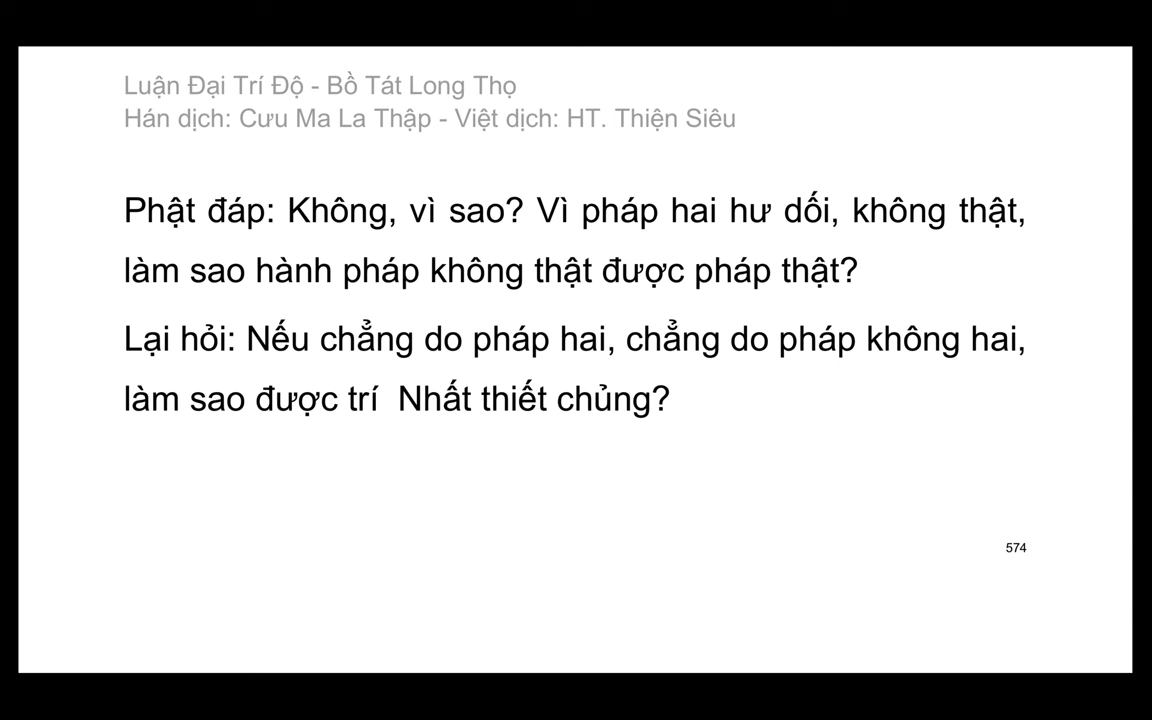 Luận Đại Trí Độ - Bồ Tát Long Thọ
Hán dịch: Cưu Ma La Thập - Việt dịch: HT. Thiện Siêu
Phật đáp: Không, vì sao? Vì pháp hai hư dối, không thật,
làm sao hành pháp không thật được pháp thật?
Lại hỏi: Nếu chẳng do pháp hai, chẳng do pháp không hai,
làm sao được trí  Nhất thiết chủng?
574